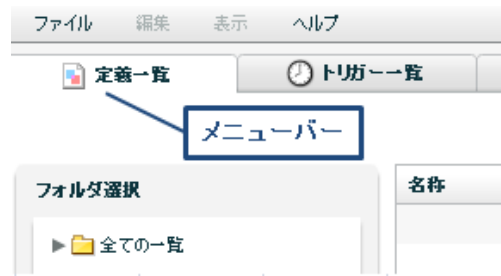 ファイル 編集 表示 ヘルプ
定義一覧 トリガー一覧
メニューバー
フォルダ選択 名称
全ての一覧